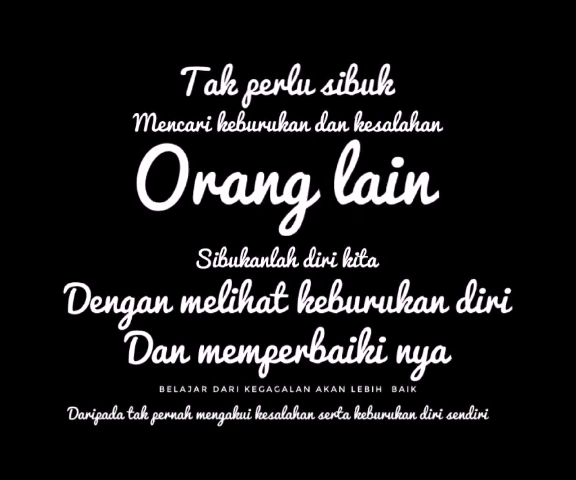 Tak perlu sibuk
Mencari keburukan dan kesalahan
Orang lain
Sibukanlah diri kita
Dengan melihat keburukan diri
Dan memperbaiki nya
BELAJAR DARI KEGAGALAN AKAN LEBIH BAIK
Daripada tak pernah mengakui kesalahan serta keburukan diri sendiri